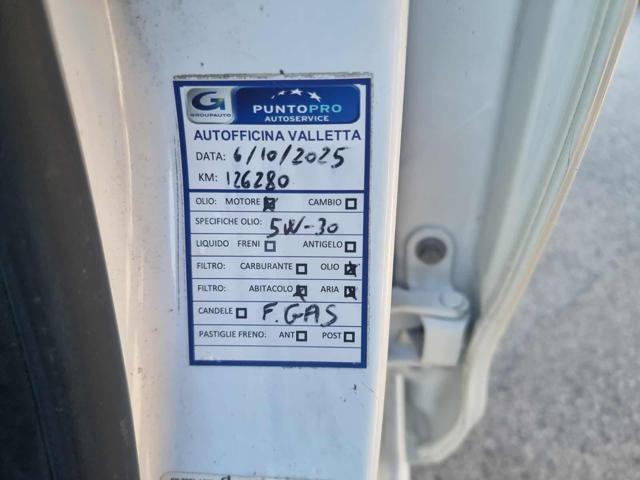 G
GROUPAUTO
PUNTOPRO
AUTOSERVICE
AUTOFFICINA VALLETTA
DATA: 6/10/2025
KM: 126280
OLIO: MOTORE CAMBIO
SPECIFICHE OLIO: 5W-30
LIQUIDO FRENI ANTIGELO
FILTRO: CARBURANTE OLIO
FILTRO: ABITACOLO ARIA
CANDELE F.GAS
PASTIGLIE FRENO: ANT POST